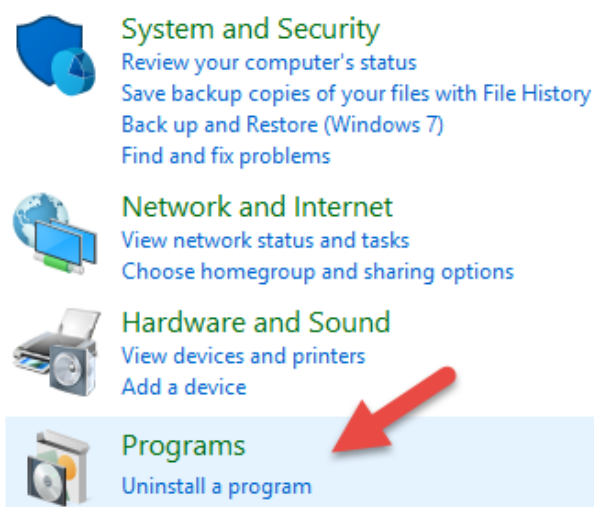 System and Security
Review your computer's status
Save backup copies of your files with File History
Back up and Restore (Windows 7)
Find and fix problems
Network and Internet
View network status and tasks
Choose homegroup and sharing options
Hardware and Sound
View devices and printers
Add a device
Programs
Uninstall a program